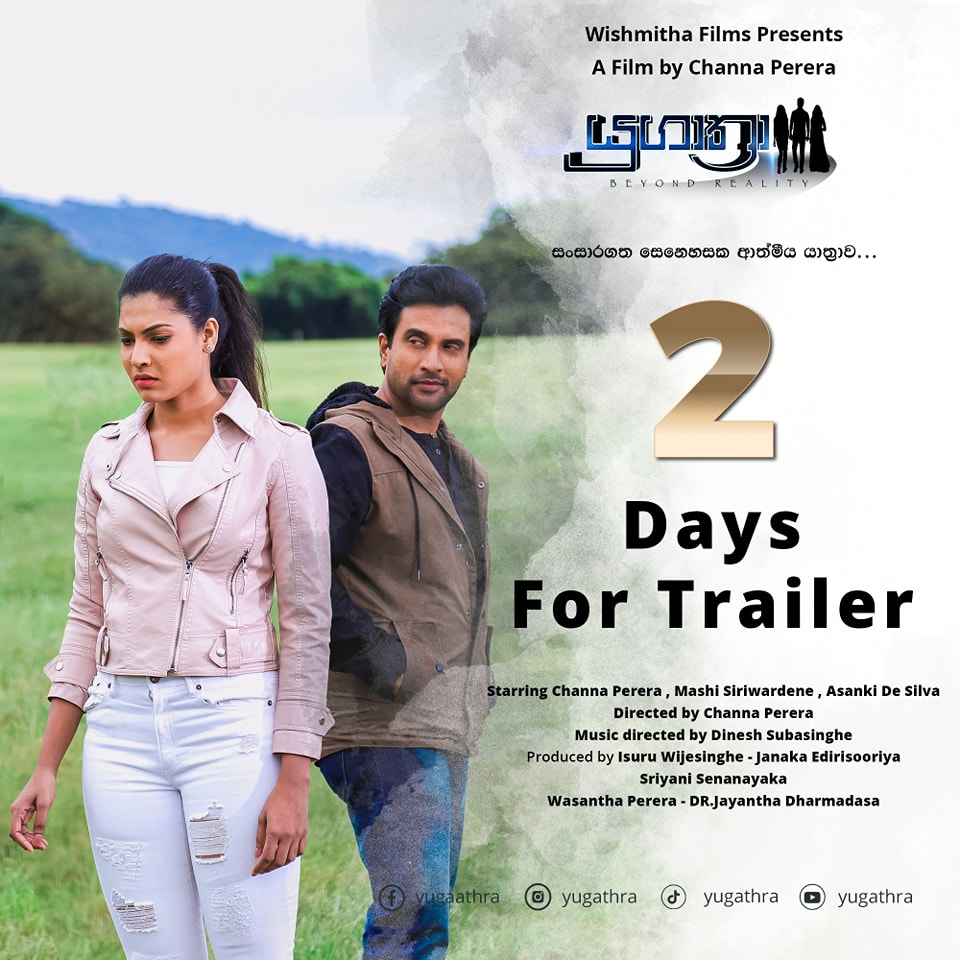 Wishmitha Films Presents
A Film by Channa Perera
යුගාත්‍රා
BEYOND REALITY
සංසාරගත සෙනෙහසක ආත්මීය යාත්‍රාව...
2
Days
For Trailer
Starring Channa Perera , Mashi Siriwardene , Asanki De Silva
Directed by Channa Perera
Music directed by Dinesh Subasinghe
Produced by Isuru Wijesinghe - Janaka Edirisooriya
Sriyani Senanayaka
Wasantha Perera - DR.Jayantha Dharmadasa
yugaathra yugathra yugathra yugathra